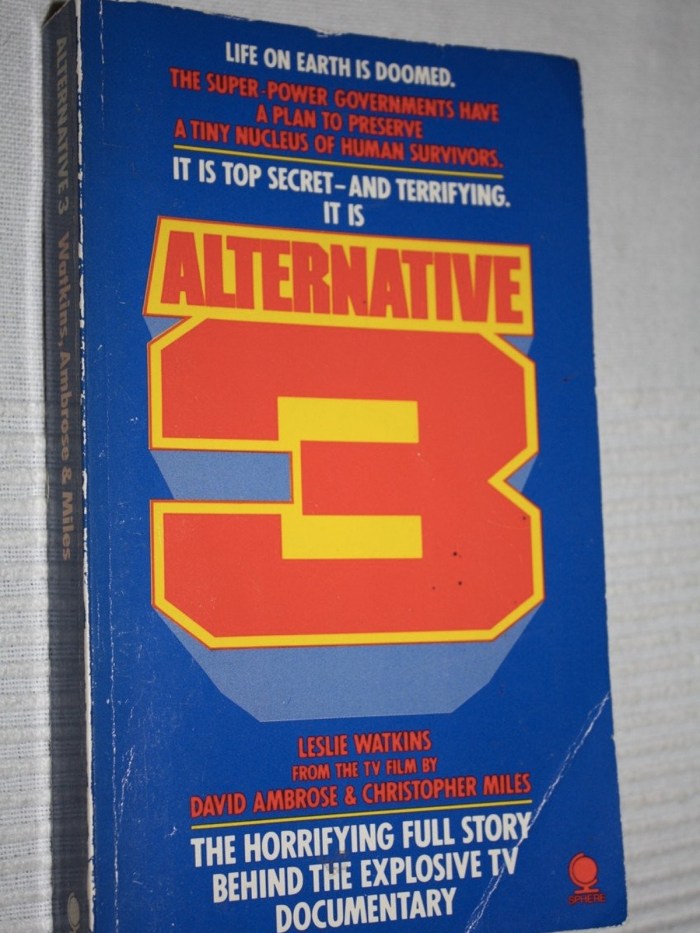 LIFE ON EARTH IS DOOMED.
THE SUPER-POWER GOVERNMENTS HAVE
A PLAN TO PRESERVE
A TINY NUCLEUS OF HUMAN SURVIVORS.
IT IS TOP SECRET–AND TERRIFYING.
IT IS
ALTERNATIVE
3
LESLIE WATKINS
FROM THE TV FILM BY
DAVID AMBROSE & CHRISTOPHER MILES
THE HORRIFYING FULL STORY
BEHIND THE EXPLOSIVE TV
DOCUMENTARY
SPHERE
ALTERNATIVE 3 Watkins, Ambrose & Miles